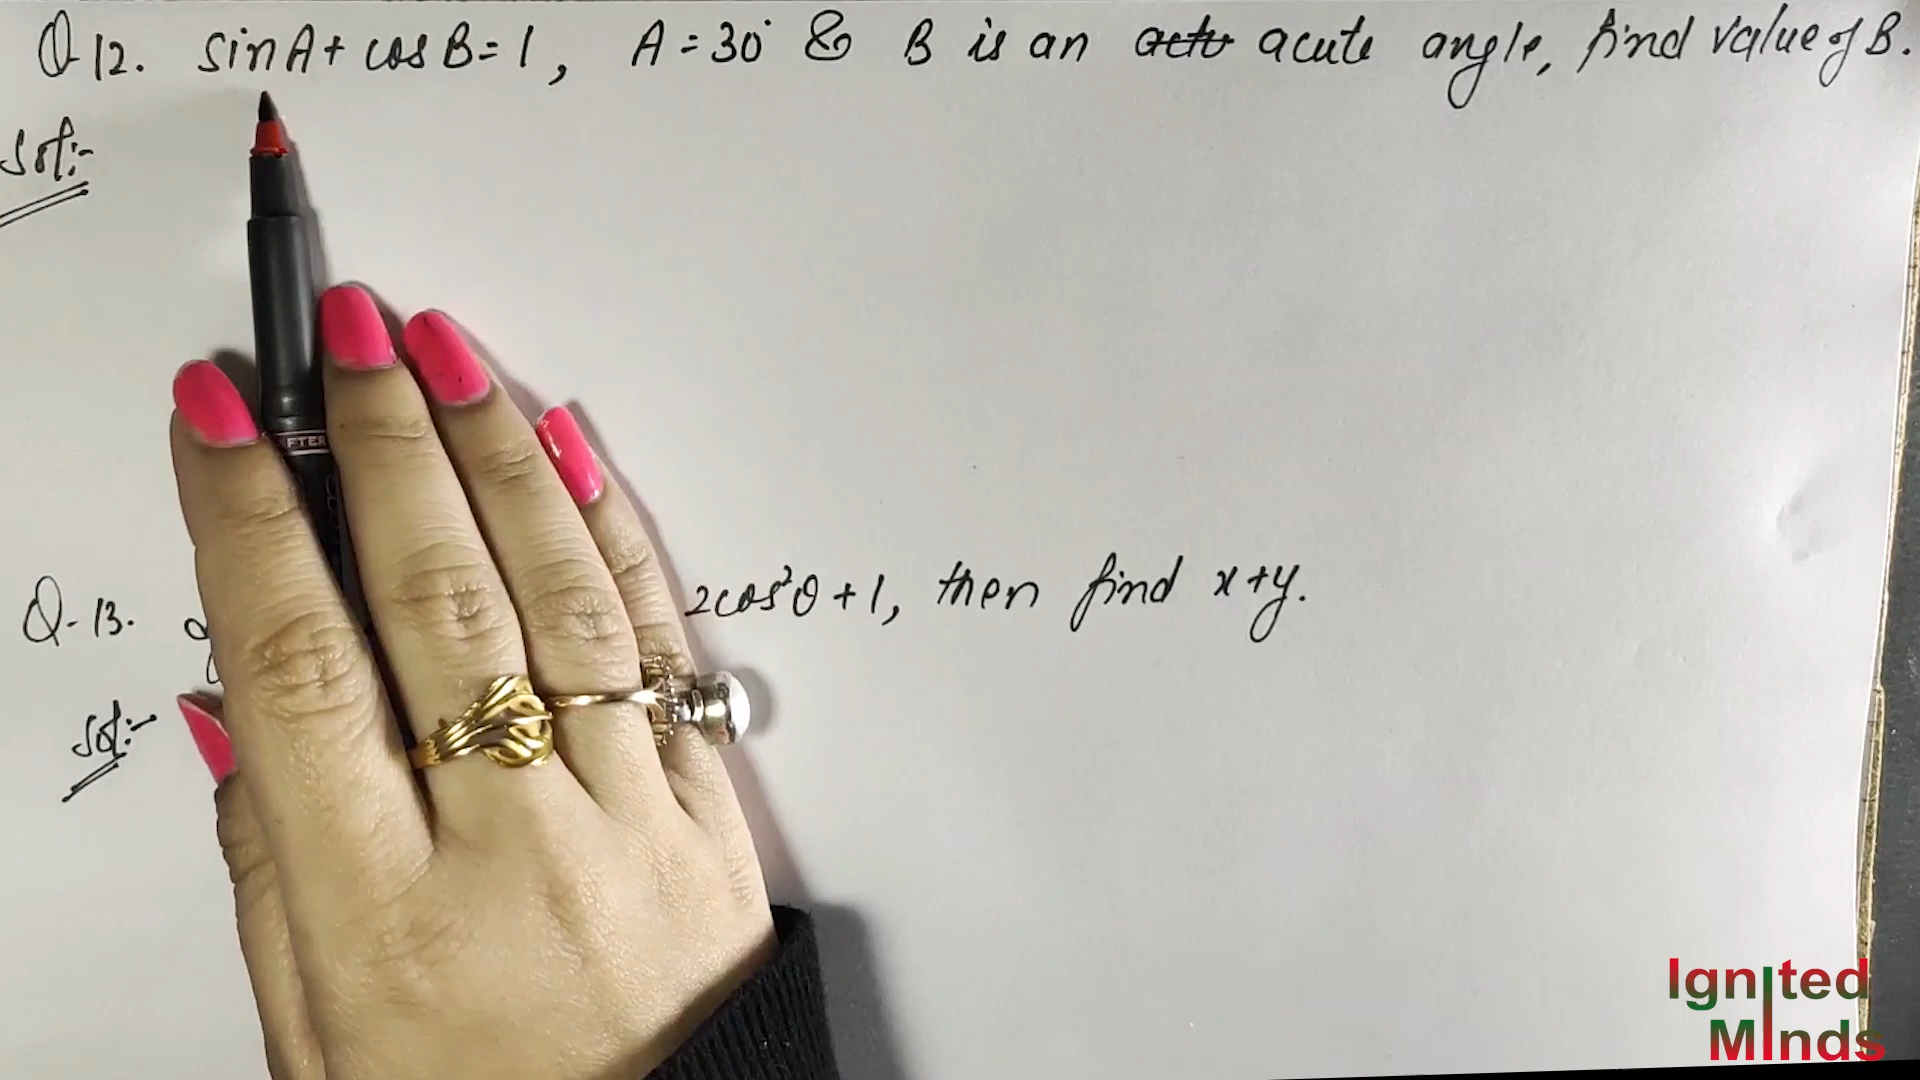 Q 12. sin A + cos B = 1, A = 30° & B is an acute angle, find value of B.
Sol:-
FTER
Q. 13. 2cos²θ + 1, then find x+y.
Sol:-
Ignited
Minds